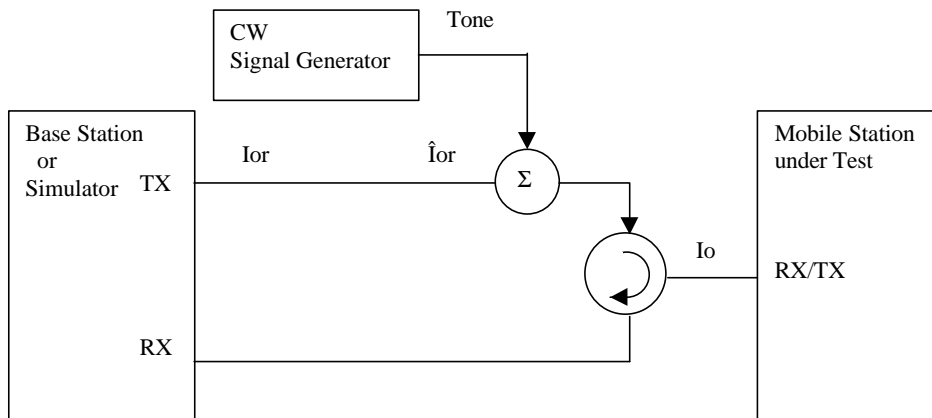 CW
Signal Generator
Tone
Base Station
or
Simulator
TX
Ior
Îor
Σ
Mobile Station
under Test
Io
RX/TX
RX